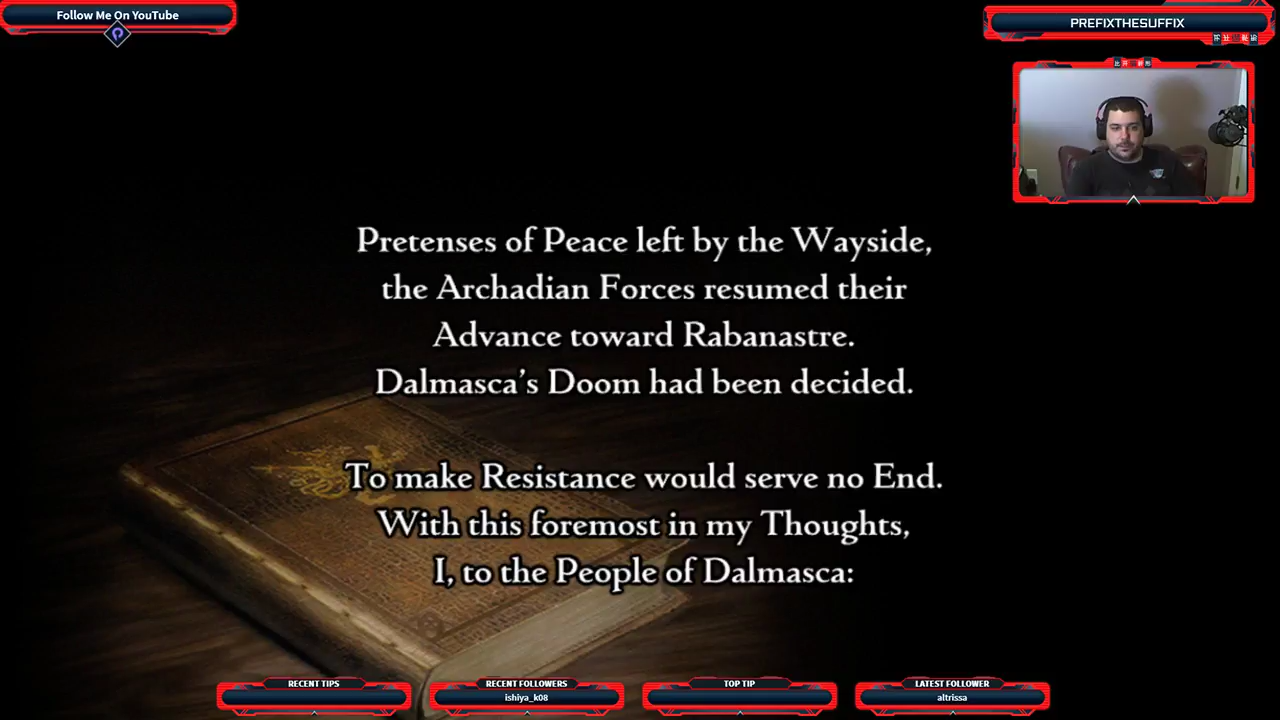 Follow Me On YouTube
PREFIXTHESUFFIX
Pretenses of Peace left by the Wayside,
the Archadian Forces resumed their
Advance toward Rabanastre.
Dalmasca's Doom had been decided.
To make Resistance would serve no End.
With this foremost in my Thoughts,
I, to the People of Dalmasca:
RECENT TIPS
RECENT FOLLOWERS
ishiya_k08
TOP TIP
LATEST FOLLOWER
altrissa